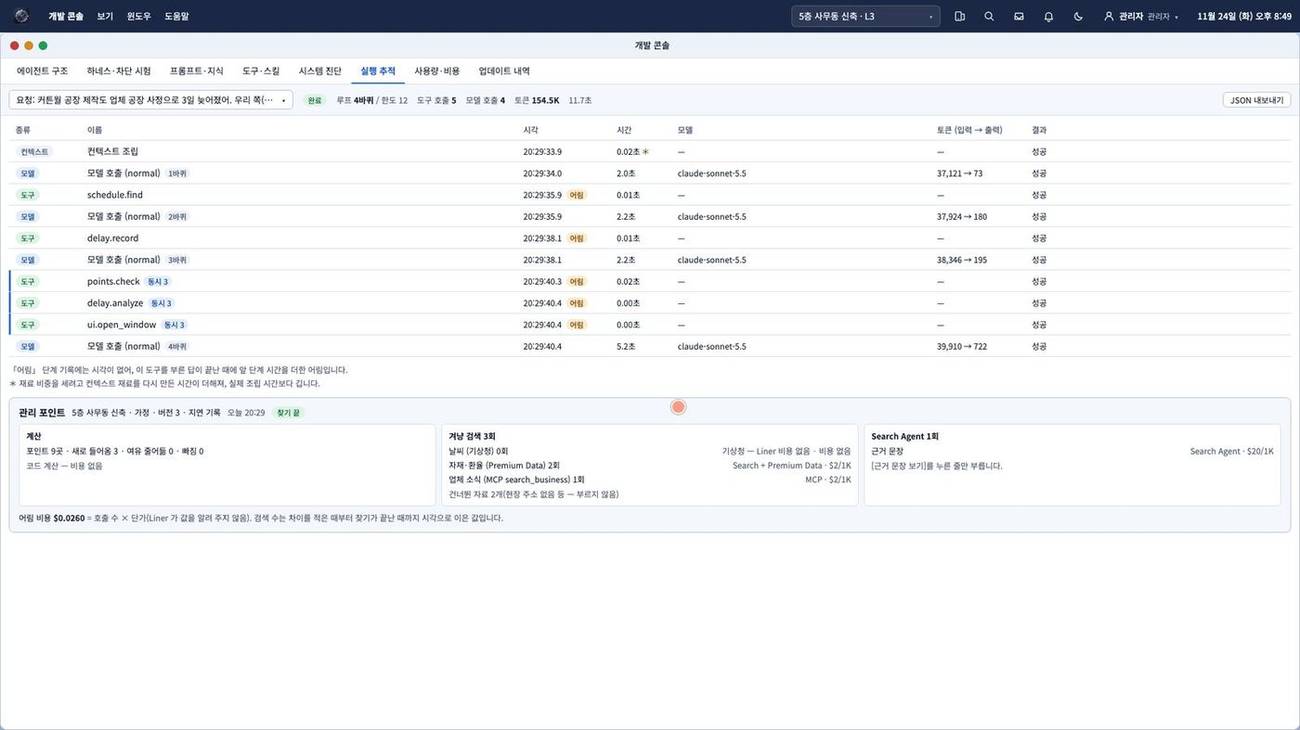 개발 콘솔 보기 윈도우 도움말 5층 사무동 신축 · L3 관리자 관리자 11월 24일 (화) 오후 8:49
개발 콘솔
에이전트 구조 하네스·차단 시험 프롬프트·지식 도구·스킬 시스템 진단 실행 추적 사용량·비용 업데이트 내역
요청: 커튼월 공장 제작도 업체 공장 사정으로 3일 늦어졌어. 우리 쪽(… 완료 루프 4바퀴 / 한도 12 도구 호출 5 모델 호출 4 토큰 154.5K 11.7초 JSON 내보내기
종류 이름 시각 시간 모델 토큰 (입력 → 출력) 결과
컨텍스트 컨텍스트 조립 20:29:33.9 0.02초 * — — 성공
모델 모델 호출 (normal) 1바퀴 20:29:34.0 2.0초 claude-sonnet-5.5 37,121 → 73 성공
도구 schedule.find 20:29:35.9 어림 0.01초 — — 성공
모델 모델 호출 (normal) 2바퀴 20:29:35.9 2.2초 claude-sonnet-5.5 37,924 → 180 성공
도구 delay.record 20:29:38.1 어림 0.01초 — — 성공
모델 모델 호출 (normal) 3바퀴 20:29:38.1 2.2초 claude-sonnet-5.5 38,346 → 195 성공
도구 points.check 동시 3 20:29:40.3 어림 0.02초 — — 성공
도구 delay.analyze 동시 3 20:29:40.4 어림 0.00초 — — 성공
도구 ui.open_window 동시 3 20:29:40.4 어림 0.00초 — — 성공
모델 모델 호출 (normal) 4바퀴 20:29:40.4 5.2초 claude-sonnet-5.5 39,910 → 722 성공
「어림」 단계 기록에는 시각이 없어, 이 도구를 부른 답이 끝난 때에 앞 단계 시간을 더한 어림입니다.
* 재료 비중을 세려고 컨텍스트 재료를 다시 만든 시간이 더해져, 실제 조립 시간보다 깁니다.
관리 포인트 5층 사무동 신축 · 가정 · 버전 3 · 지연 기록 오늘 20:29 찾기 끝
계산
포인트 9곳 · 새로 들어옴 3 · 여유 줄어듦 0 · 빠짐 0
코드 계산 — 비용 없음
겨냥 검색 3회
날씨 (기상청) 0회 기상청 — Liner 비용 없음 · 비용 없음
자재·환율 (Premium Data) 2회 Search + Premium Data · $2/1K
업체 소식 (MCP search_business) 1회 MCP · $2/1K
건너뛴 자료 2개(현장 주소 없음 등 — 부르지 않음)
Search Agent 1회
근거 문장 Search Agent · $20/1K
[근거 문장 보기]를 누른 줄만 부릅니다.
어림 비용 $0.0260 = 호출 수 × 단가(Liner 가 값을 알려 주지 않음). 검색 수는 차이를 적은 때부터 찾기가 끝난 때까지 시각으로 이은 값입니다.